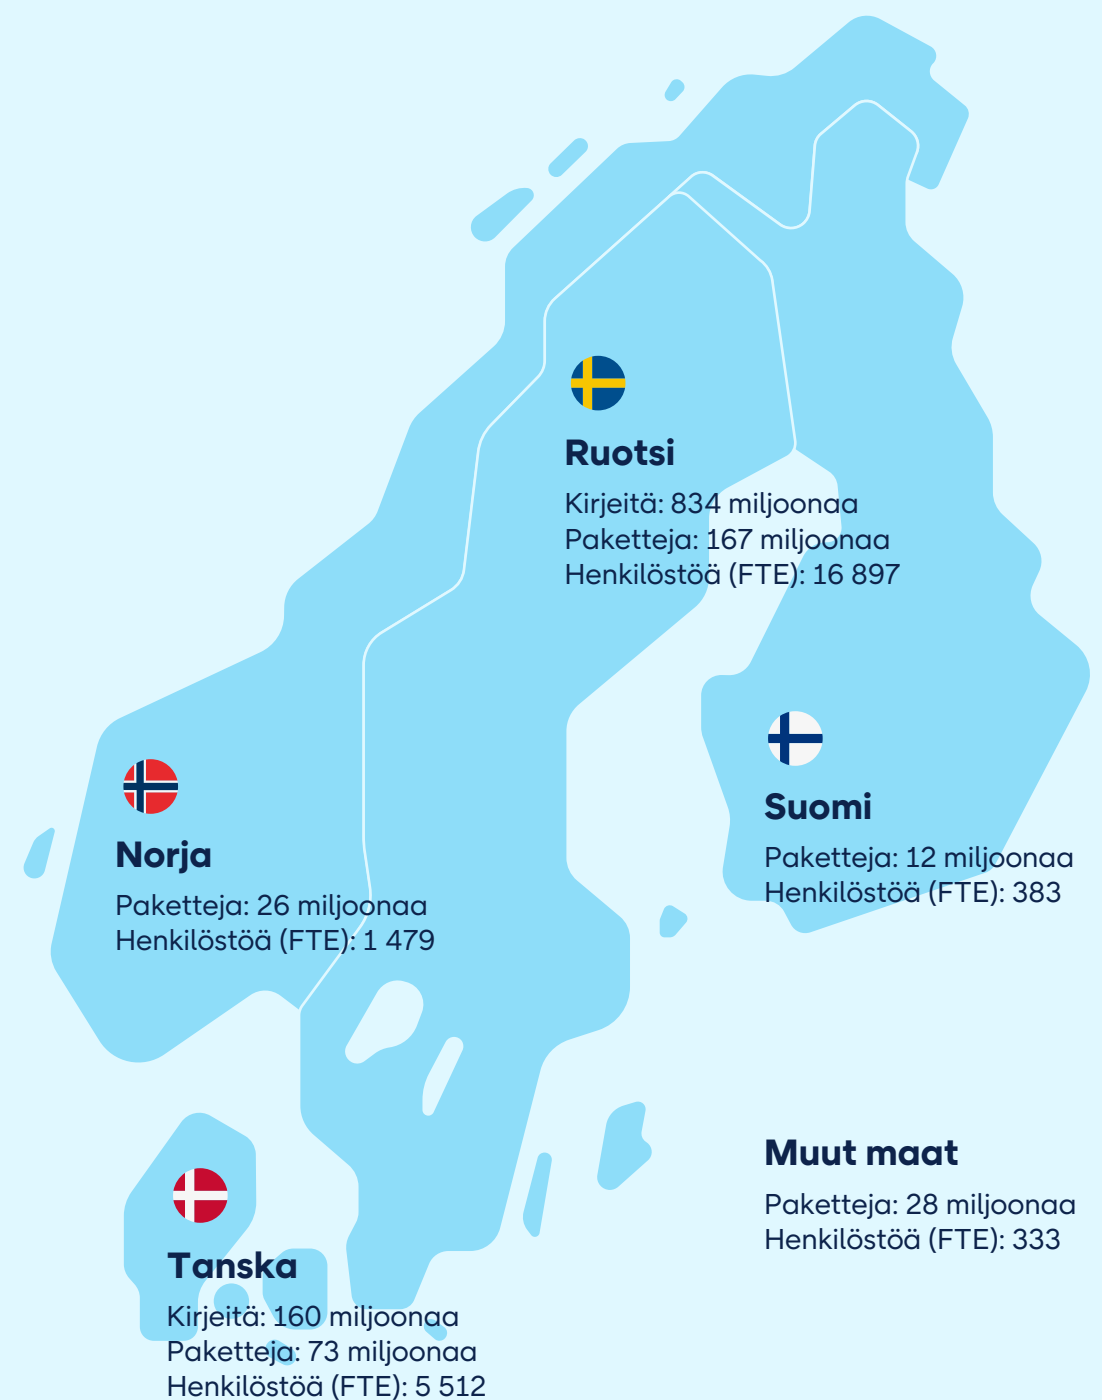 Ruotsi
Kirjeitä: 834 miljoonaa
Paketteja: 167 miljoonaa
Henkilöstöä (FTE): 16 897
Suomi
Paketteja: 12 miljoonaa
Henkilöstöä (FTE): 383
Norja
Paketteja: 26 miljoonaa
Henkilöstöä (FTE): 1 479
Muut maat
Paketteja: 28 miljoonaa
Henkilöstöä (FTE): 333
Tanska
Kirjeitä: 160 miljoonaa
Paketteja: 73 miljoonaa
Henkilöstöä (FTE): 5 512